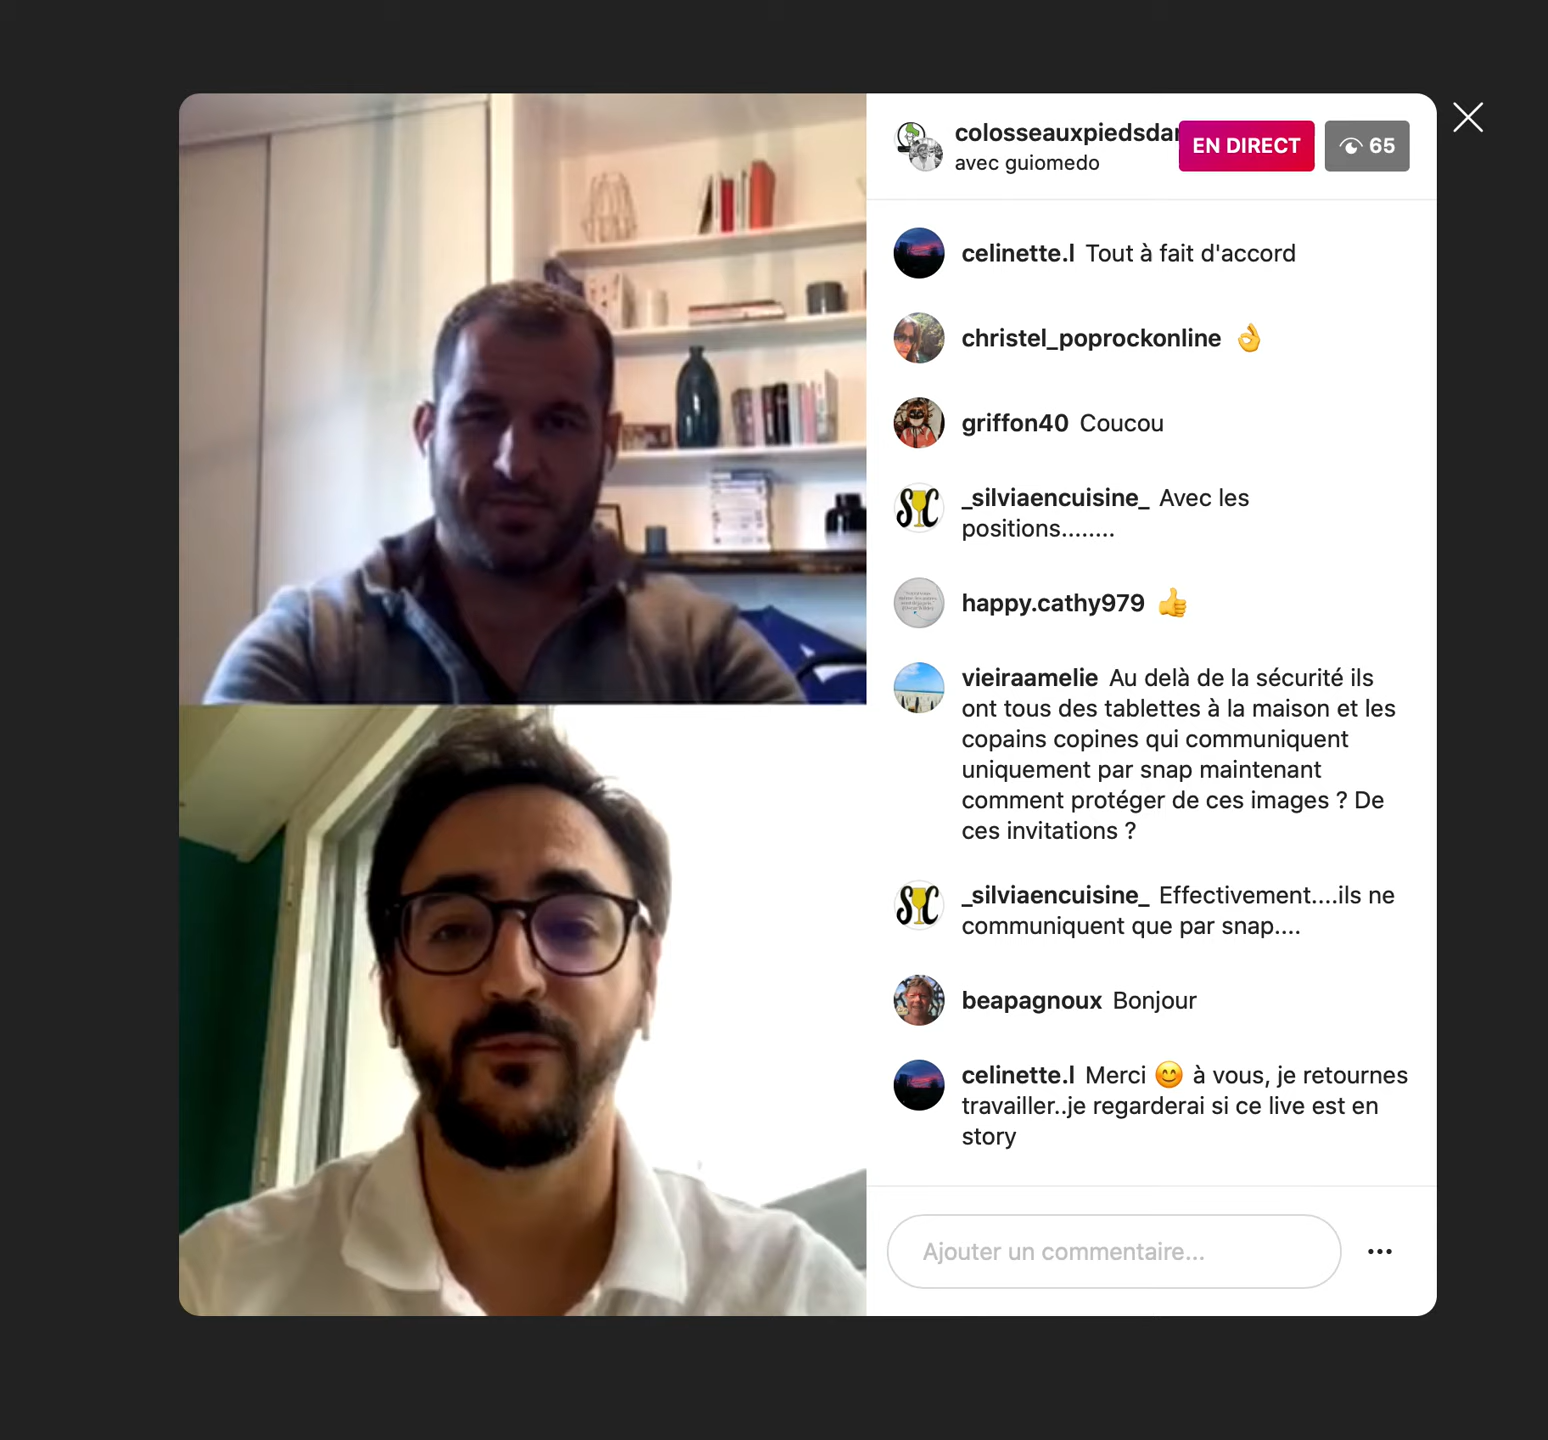 colosseauxpiedsdar
EN DIRECT
65
avec guiomedo
celinette.l Tout à fait d'accord
christel_poprockonline 👌
griffon40 Coucou
_silviaencuisine_ Avec les
positions........
happy.cathy979 👍
vieiraamelie Au delà de la sécurité ils
ont tous des tablettes à la maison et les
copains copines qui communiquent
uniquement par snap maintenant
comment protéger de ces images ? De
ces invitations ?
SC
_silviaencuisine_ Effectivement....ils ne
communiquent que par snap....
beapagnoux Bonjour
celinette.l Merci 😊 à vous, je retournes
travailler..je regarderai si ce live est en
story
Ajouter un commentaire...